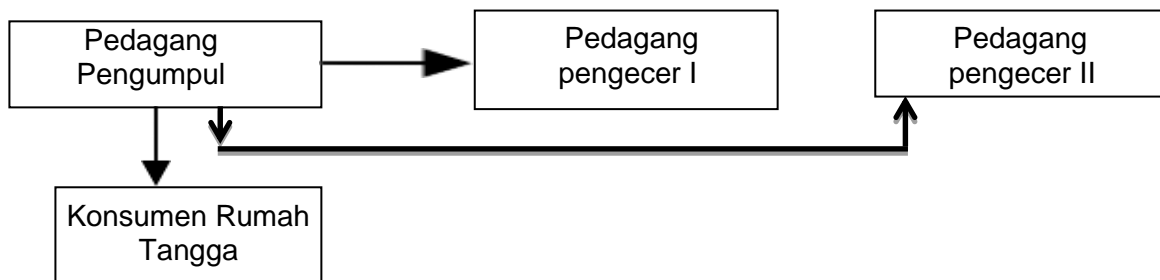 Pedagang
Pengumpul
Pedagang
pengecer I
Pedagang
pengecer II
Konsumen Rumah
Tangga